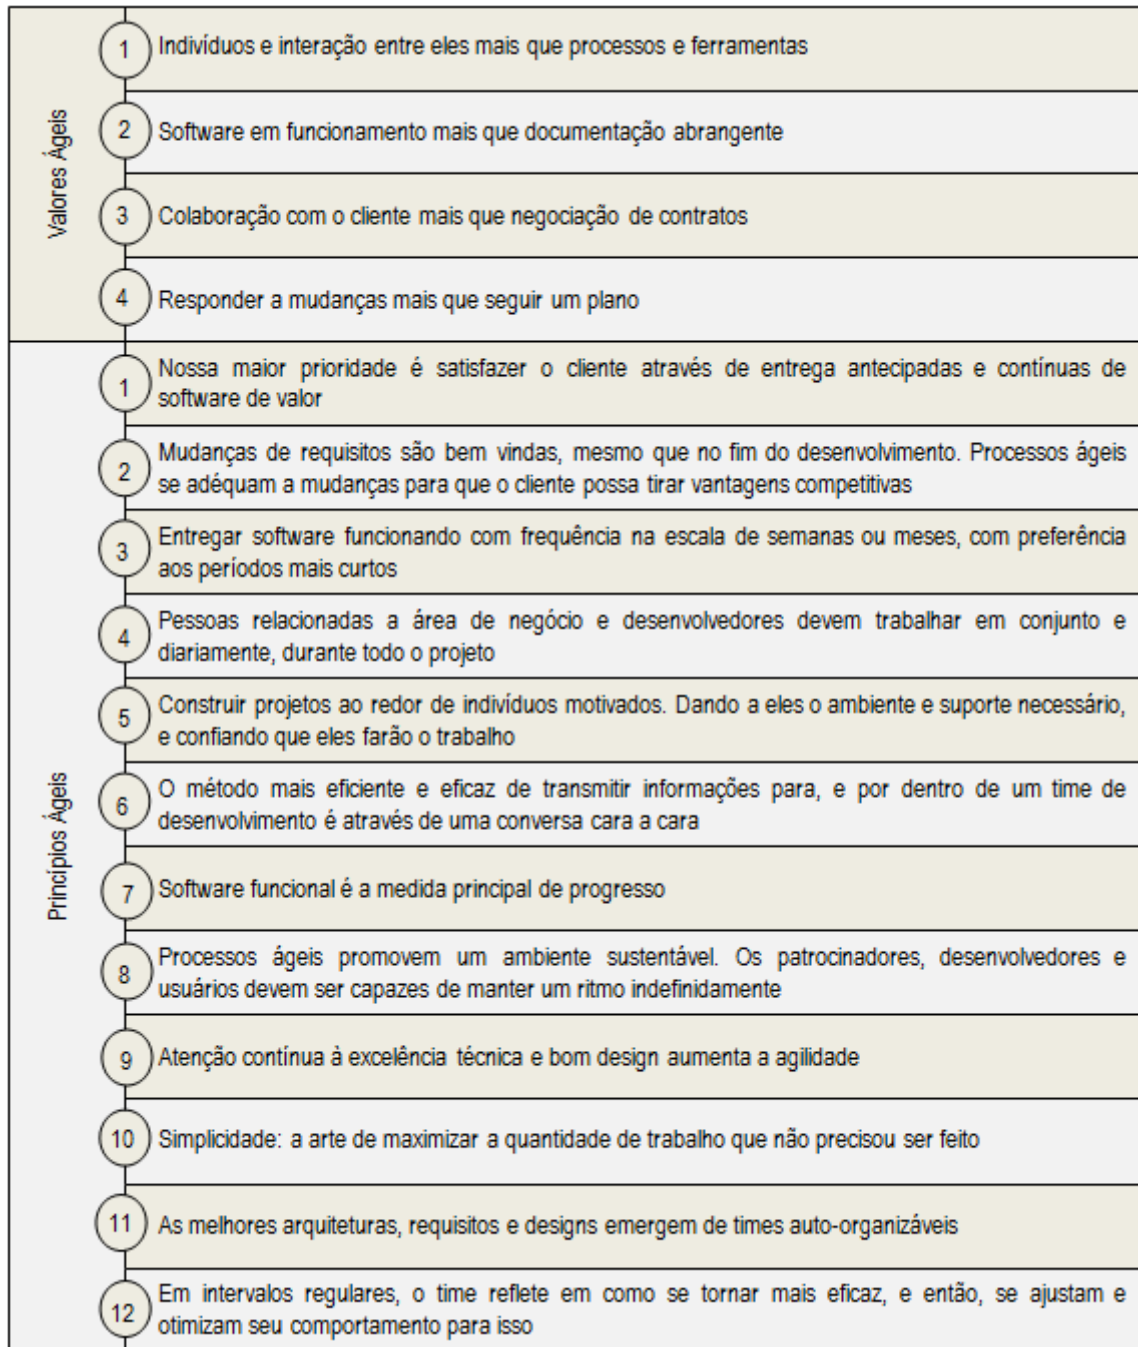 Valores Ágeis
1 Indivíduos e interação entre eles mais que processos e ferramentas
2 Software em funcionamento mais que documentação abrangente
3 Colaboração com o cliente mais que negociação de contratos
4 Responder a mudanças mais que seguir um plano
Princípios Ágeis
1 Nossa maior prioridade é satisfazer o cliente através de entrega antecipadas e contínuas de
software de valor
2 Mudanças de requisitos são bem vindas, mesmo que no fim do desenvolvimento. Processos ágeis
se adéquam a mudanças para que o cliente possa tirar vantagens competitivas
3 Entregar software funcionando com frequência na escala de semanas ou meses, com preferência
aos períodos mais curtos
4 Pessoas relacionadas a área de negócio e desenvolvedores devem trabalhar em conjunto e
diariamente, durante todo o projeto
5 Construir projetos ao redor de indivíduos motivados. Dando a eles o ambiente e suporte necessário,
e confiando que eles farão o trabalho
6 O método mais eficiente e eficaz de transmitir informações para, e por dentro de um time de
desenvolvimento é através de uma conversa cara a cara
7 Software funcional é a medida principal de progresso
8 Processos ágeis promovem um ambiente sustentável. Os patrocinadores, desenvolvedores e
usuários devem ser capazes de manter um ritmo indefinidamente
9 Atenção contínua à excelência técnica e bom design aumenta a agilidade
10 Simplicidade: a arte de maximizar a quantidade de trabalho que não precisou ser feito
11 As melhores arquiteturas, requisitos e designs emergem de times auto-organizáveis
12 Em intervalos regulares, o time reflete em como se tornar mais eficaz, e então, se ajustam e
otimizam seu comportamento para isso